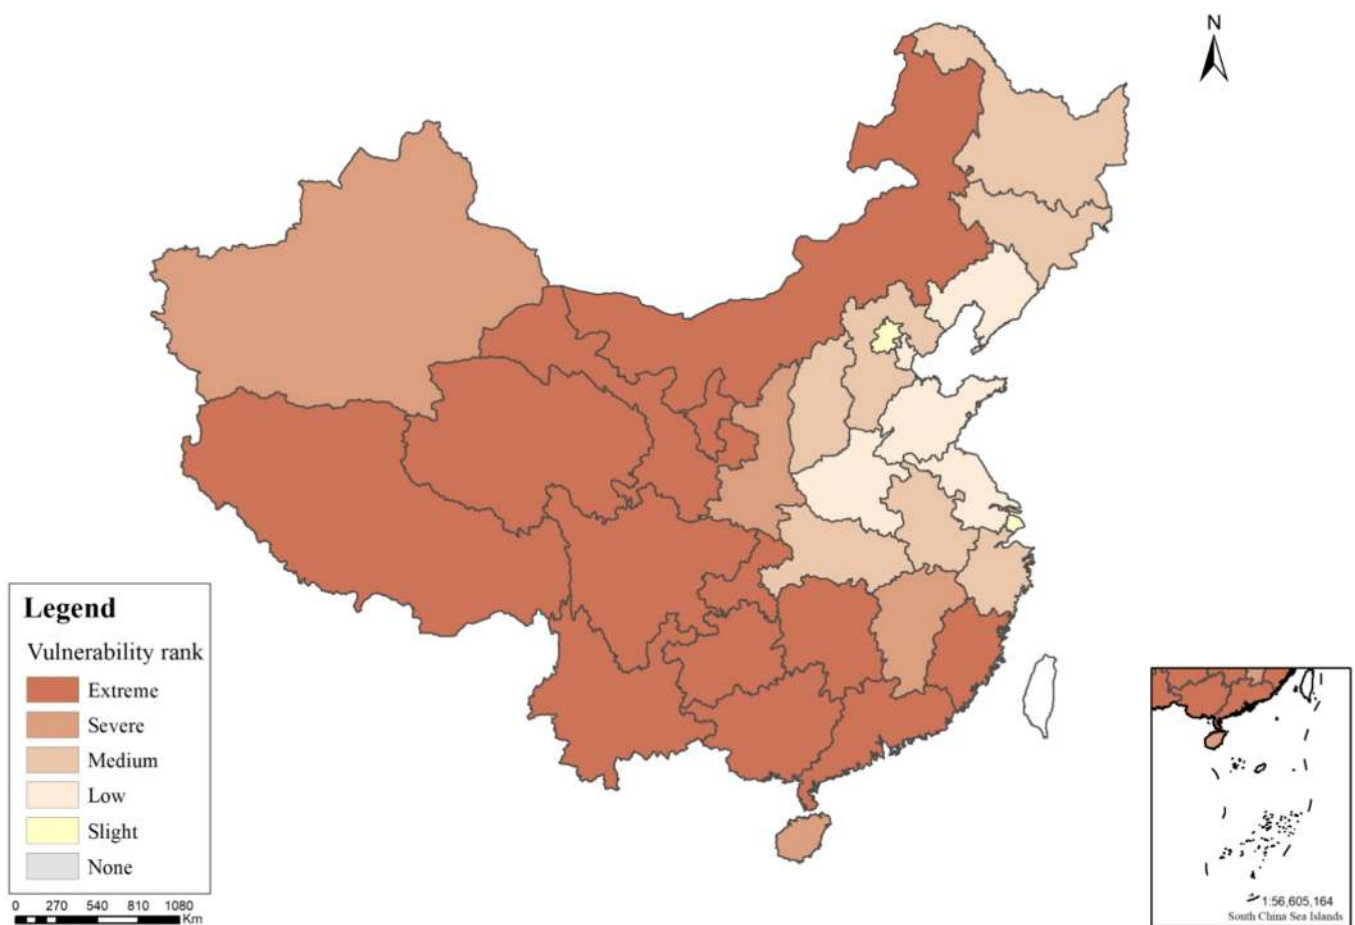 N
Legend
Vulnerability rank
Extreme
Severe
Medium
Low
Slight
None
0 270 540 810 1080
Km
1:56,605,164
South China Sea Islands